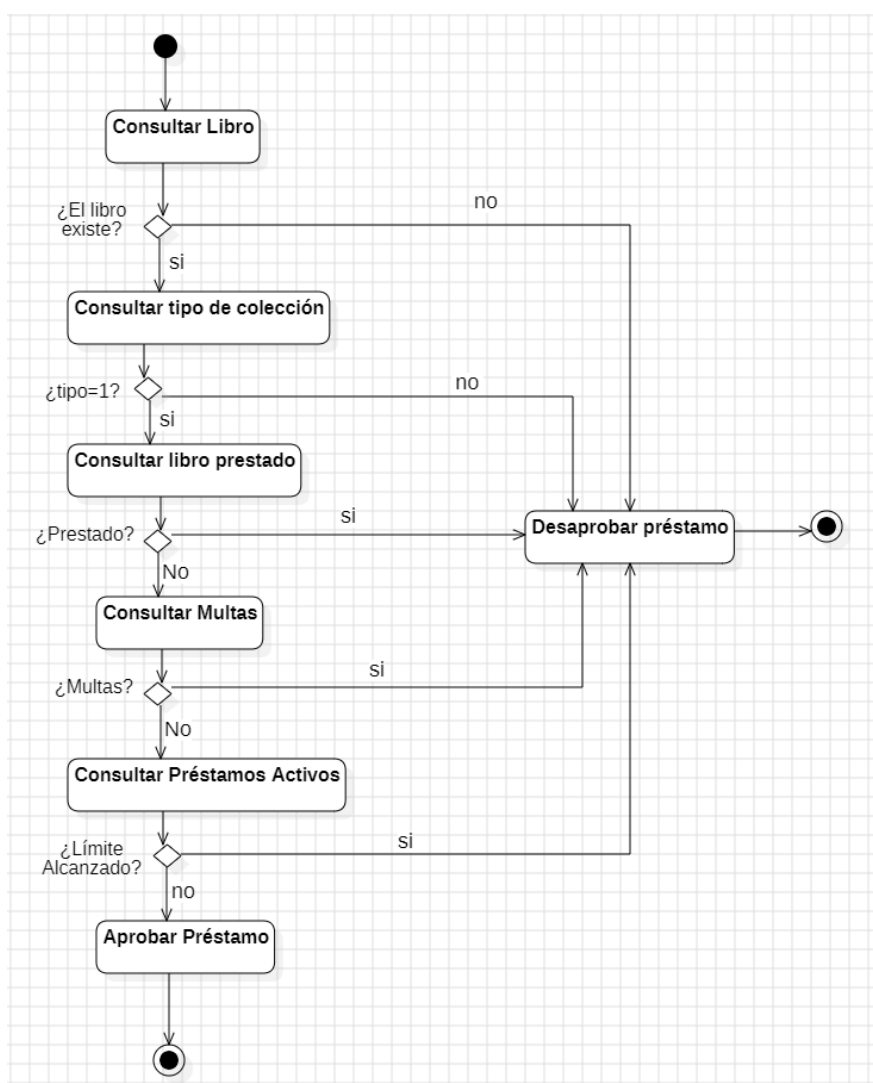 Consultar Libro
¿El libro
existe?
no
si
Consultar tipo de colección
¿tipo=1?
no
si
Consultar libro prestado
¿Prestado?
si
Desaprobar préstamo
No
Consultar Multas
¿Multas?
si
No
Consultar Préstamos Activos
¿Límite
Alcanzado?
si
no
Aprobar Préstamo